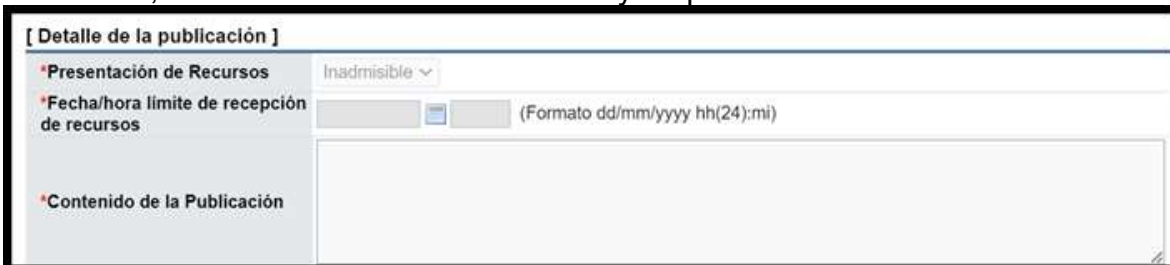 [ Detalle de la publicación ]
*Presentación de Recursos Inadmisible
*Fecha/hora límite de recepción
de recursos (Formato dd/mm/yyyy hh(24):mi)
*Contenido de la Publicación